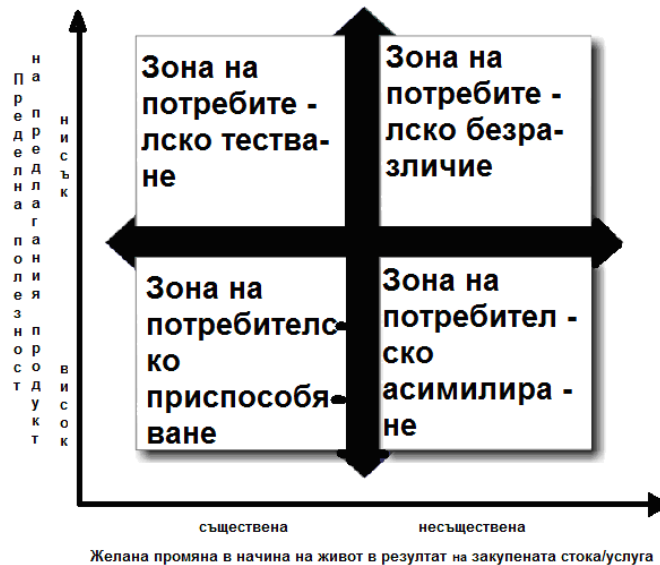 Пределна полезност
на предлагания продукт
нисък
висок
Зона на
потребите -
лско тества-
не
Зона на
потребите -
лско безра-
зличие
Зона на
потребителс-
ко
приспособя-
ване
Зона на
потребител -
ско
асимилира -
не
съществена
несъществена
Желана промяна в начина на живот в резултат на закупената стока/услуга